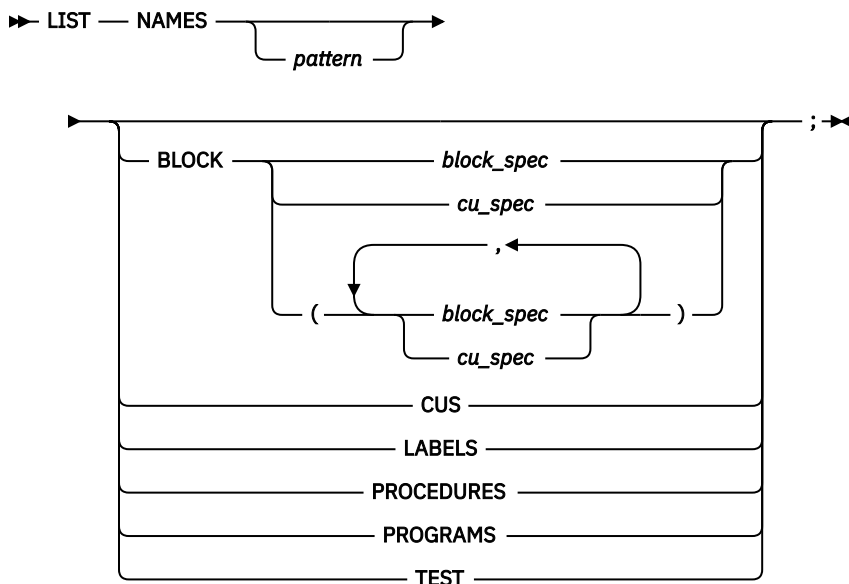 LIST NAMES
pattern
;
BLOCK block_spec
cu_spec
,
( block_spec )
cu_spec
CUS
LABELS
PROCEDURES
PROGRAMS
TEST